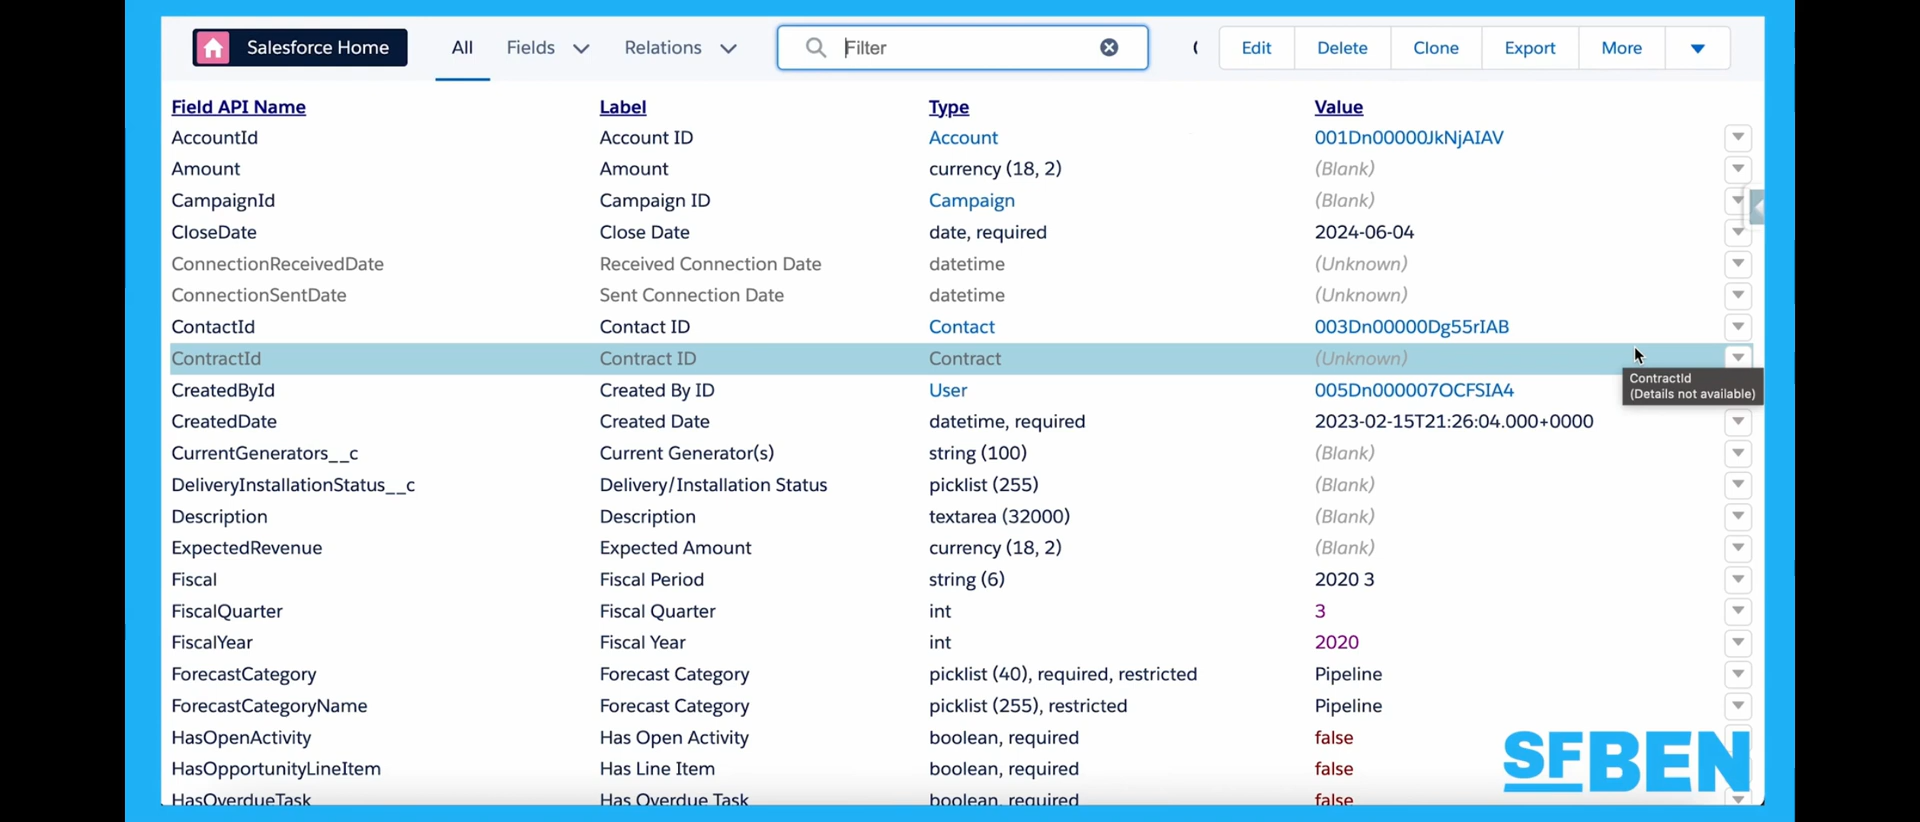 Salesforce Home All Fields Relations Filter Edit Delete Clone Export More
Field API Name Label Type Value
AccountId Account ID Account 001Dn00000JkNjAIAV
Amount Amount currency (18, 2) (Blank)
CampaignId Campaign ID Campaign (Blank)
CloseDate Close Date date, required 2024-06-04
ConnectionReceivedDate Received Connection Date datetime (Unknown)
ConnectionSentDate Sent Connection Date datetime (Unknown)
ContactId Contact ID Contact 003Dn00000Dg55rIAB
ContractId Contract ID Contract (Unknown)
ContractId
(Details not available)
CreatedById Created By ID User 005Dn000007OCFSIA4
CreatedDate Created Date datetime, required 2023-02-15T21:26:04.000+0000
CurrentGenerators__c Current Generator(s) string (100) (Blank)
DeliveryInstallationStatus__c Delivery/Installation Status picklist (255) (Blank)
Description Description textarea (32000) (Blank)
ExpectedRevenue Expected Amount currency (18, 2) (Blank)
Fiscal Fiscal Period string (6) 2020 3
FiscalQuarter Fiscal Quarter int 3
FiscalYear Fiscal Year int 2020
ForecastCategory Forecast Category picklist (40), required, restricted Pipeline
ForecastCategoryName Forecast Category picklist (255), restricted Pipeline
HasOpenActivity Has Open Activity boolean, required false
HasOpportunityLineItem Has Line Item boolean, required false
HasOverdueTask Has Overdue Task boolean, required false
SFBEN